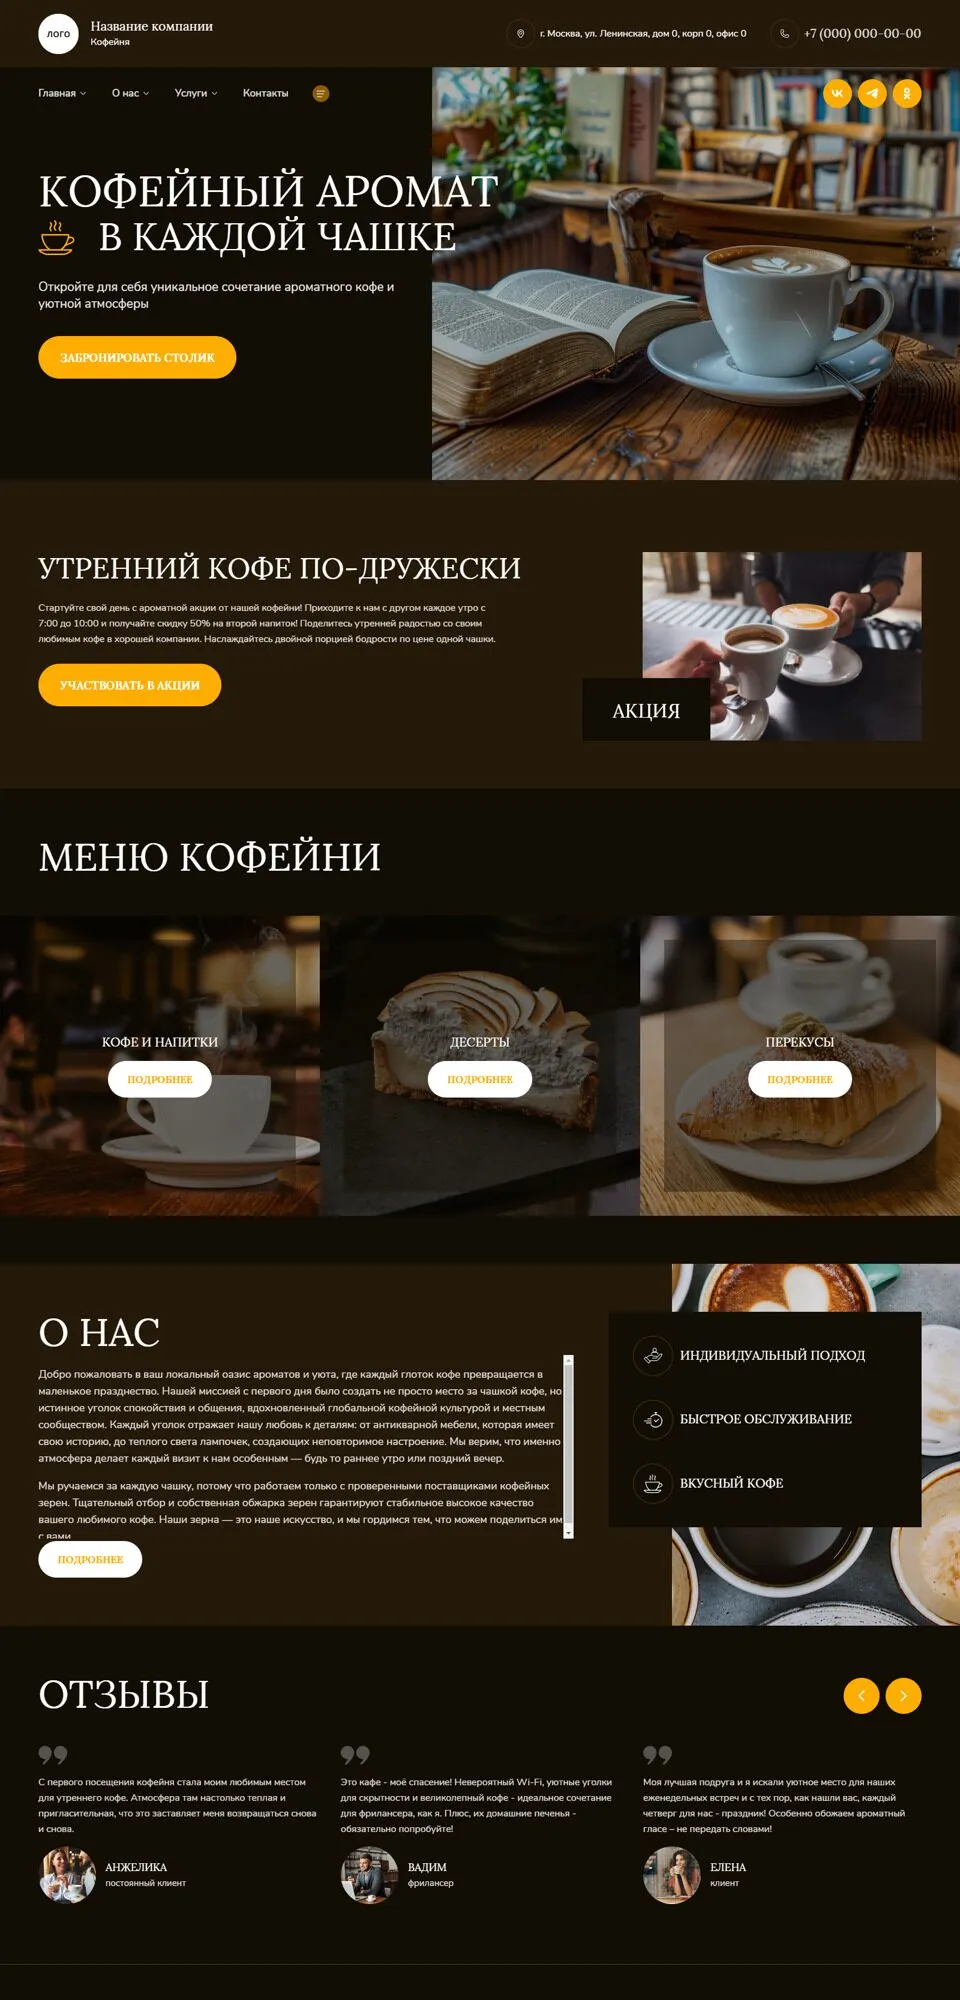 ЛОГО
Название компании
Кофейня
г. Москва, ул. Ленинская, дом 0, корп 0, офис 0
+7 (000) 000-00-00
Главная
О нас
Услуги
Контакты
КОФЕЙНЫЙ АРОМАТ
В КАЖДОЙ ЧАШКЕ
Откройте для себя уникальное сочетание ароматного кофе и
уютной атмосферы
ЗАБРОНИРОВАТЬ СТОЛИК
УТРЕННИЙ КОФЕ ПО-ДРУЖЕСКИ
Стартуйте свой день с ароматной акции от нашей кофейни! Приходите к нам с другом каждое утро с
7:00 до 10:00 и получайте скидку 50% на второй напиток! Поделитесь утренней радостью со своим
любимым кофе в хорошей компании. Наслаждайтесь двойной порцией бодрости по цене одной чашки.
УЧАСТВОВАТЬ В АКЦИИ
АКЦИЯ
МЕНЮ КОФЕЙНИ
КОФЕ И НАПИТКИ
ПОДРОБНЕЕ
ДЕСЕРТЫ
ПОДРОБНЕЕ
ПЕРЕКУСЫ
ПОДРОБНЕЕ
О НАС
Добро пожаловать в ваш локальный оазис ароматов и уюта, где каждый глоток кофе превращается в
маленькое празднество. Нашей миссией с первого дня было создать не просто место за чашкой кофе, но
истинное уголок спокойствия и общения, вдохновленный глобальной кофейной культурой и местным
сообществом. Каждый уголок отражает нашу любовь к деталям: от антикварной мебели, которая имеет
свою историю, до теплого света лампочек, создающих неповторимое настроение. Мы верим, что именно
атмосфера делает каждый визит к нам особенным — будь то раннее утро или поздний вечер.
Мы ручаемся за каждую чашку, потому что работаем только с проверенными поставщиками кофейных
зерен. Тщательный отбор и собственная обжарка зерен гарантируют стабильное высокое качество
вашего любимого кофе. Наши зерна — это наше искусство, и мы гордимся тем, что можем поделиться им
с вами
ПОДРОБНЕЕ
ИНДИВИДУАЛЬНЫЙ ПОДХОД
БЫСТРОЕ ОБСЛУЖИВАНИЕ
ВКУСНЫЙ КОФЕ
ОТЗЫВЫ
С первого посещения кофейня стала моим любимым местом
для утреннего кофе. Атмосфера там настолько теплая и
пригласительная, что это заставляет меня возвращаться снова
и снова.
АНЖЕЛИКА
постоянный клиент
Это кафе - моё спасение! Невероятный Wi-Fi, уютные уголки
для скрытности и великолепный кофе - идеальное сочетание
для фрилансера, как я. Плюс, их домашние печенья -
обязательно попробуйте!
ВАДИМ
фрилансер
Моя лучшая подруга и я искали уютное место для наших
еженедельных встреч и с тех пор, как нашли вас, каждый
четверг для нас - праздник! Особенно обожаем ароматный
гласе – не передать словами!
ЕЛЕНА
клиент